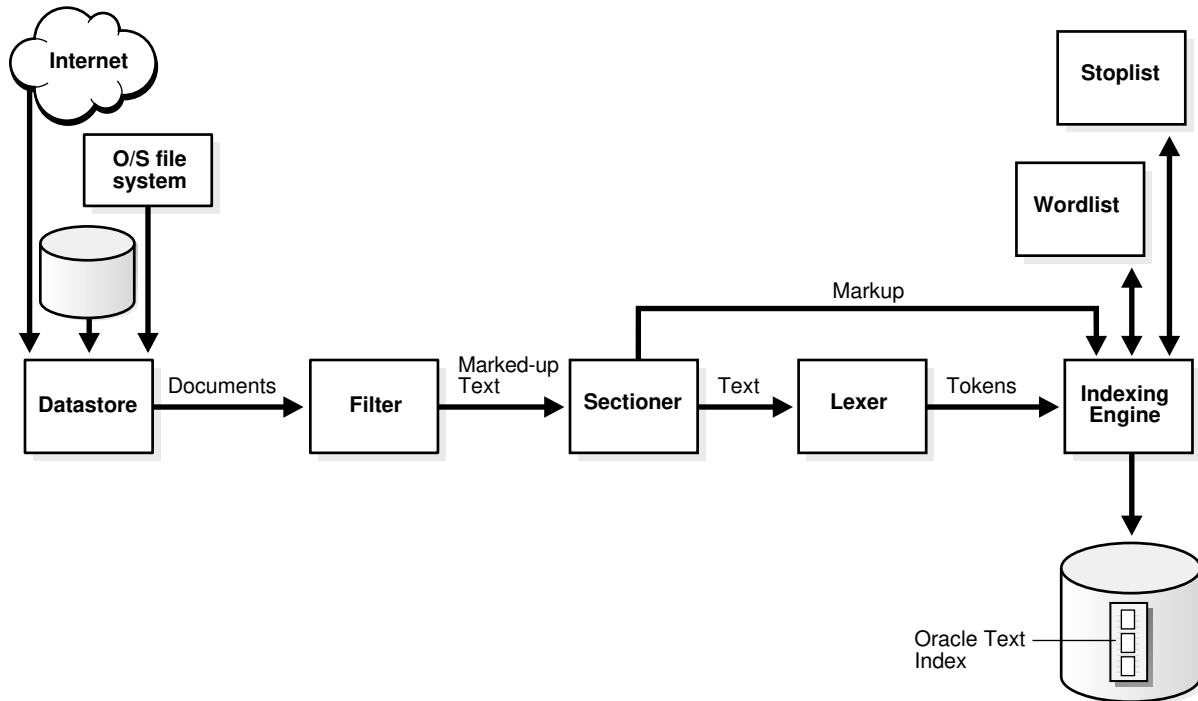 Internet
Stoplist
O/S file
system
Wordlist
Markup
Datastore
Documents
Filter
Marked-up
Text
Sectioner
Text
Lexer
Tokens
Indexing
Engine
Oracle Text
Index